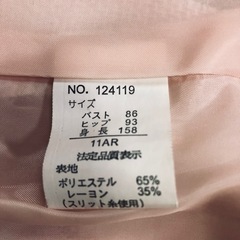 NO. 124119
サイズ
バスト 86
ヒップ 93
身長 158
11AR
法定品質表示
表地
ポリエステル 65%
レーヨン 35%
(スリット糸使用)